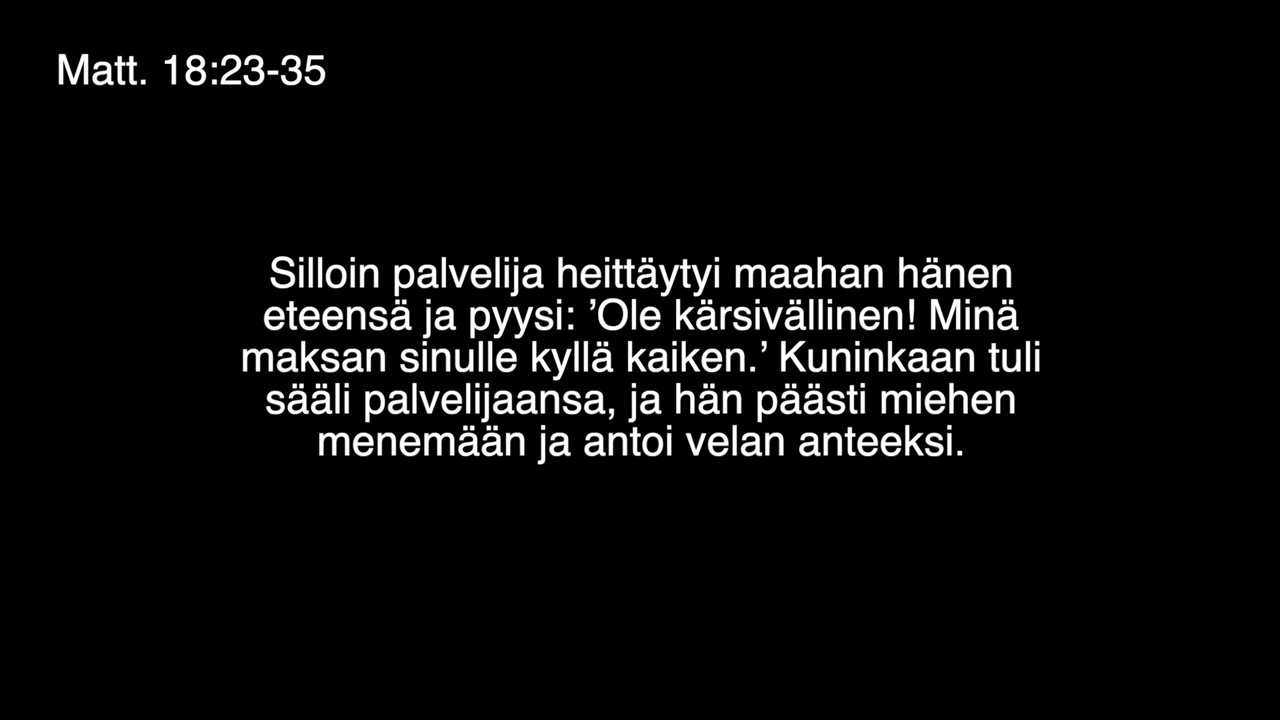 Matt. 18:23-35
Silloin palvelija heittäytyi maahan hänen
eteensä ja pyysi: ’Ole kärsivällinen! Minä
maksan sinulle kyllä kaiken.’ Kuninkaan tuli
sääli palvelijaansa, ja hän päästi miehen
menemään ja antoi velan anteeksi.